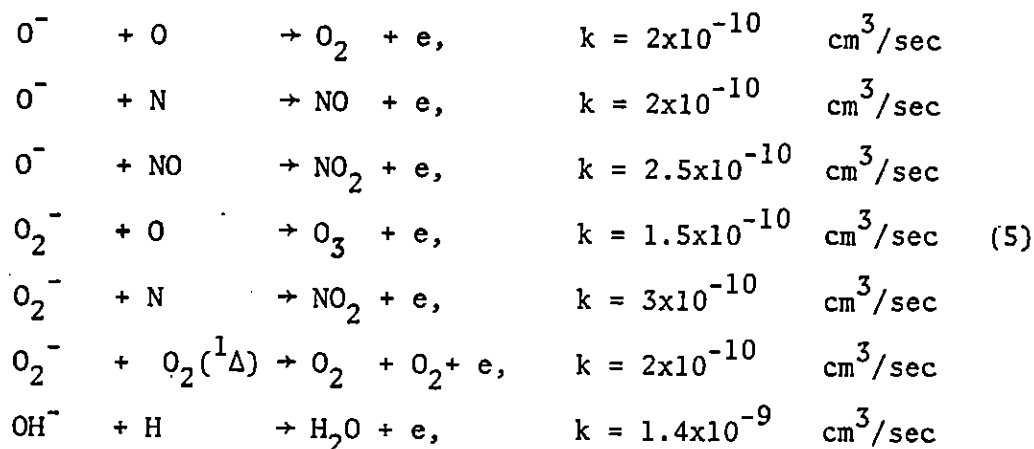 O⁻ + O → O₂ + e, k = 2x10⁻¹⁰ cm³/sec
O⁻ + N → NO + e, k = 2x10⁻¹⁰ cm³/sec
O⁻ + NO → NO₂ + e, k = 2.5x10⁻¹⁰ cm³/sec
O₂⁻ + O → O₃ + e, k = 1.5x10⁻¹⁰ cm³/sec (5)
O₂⁻ + N → NO₂ + e, k = 3x10⁻¹⁰ cm³/sec
O₂⁻ + O₂(¹Δ) → O₂ + O₂+ e, k = 2x10⁻¹⁰ cm³/sec
OH⁻ + H → H₂O + e, k = 1.4x10⁻⁹ cm³/sec